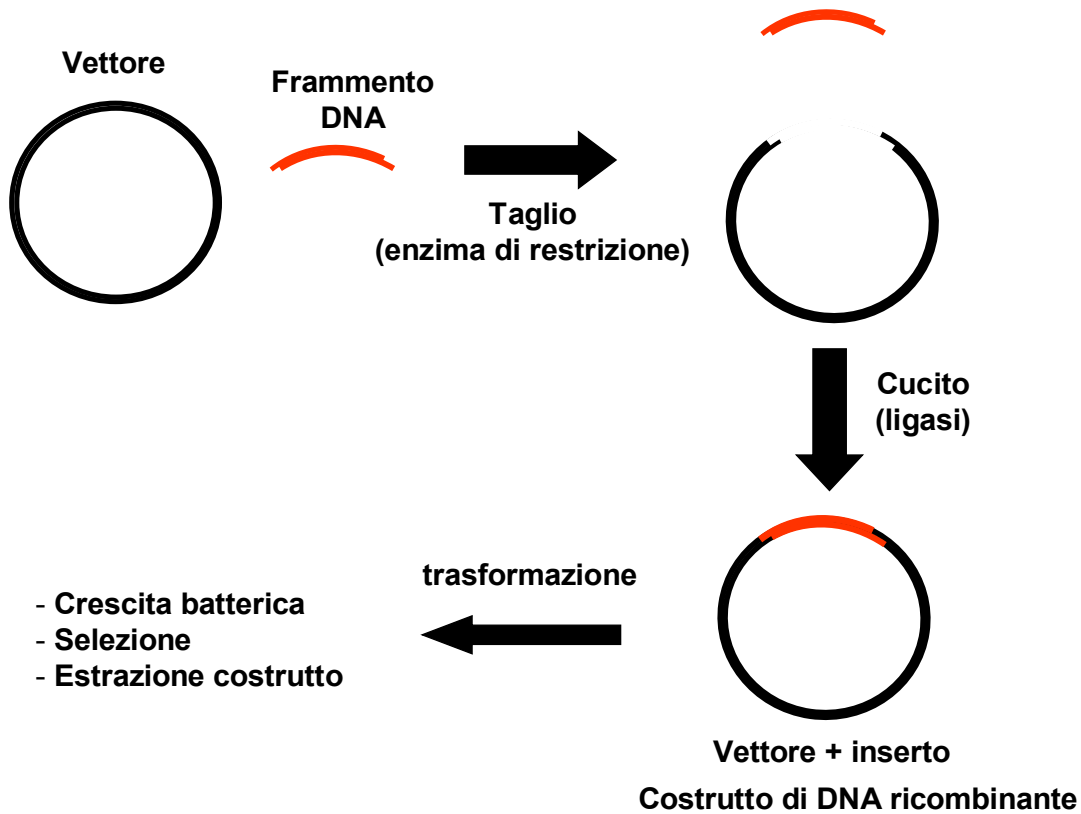 Vettore
Frammento
DNA
Taglio
(enzima di restrizione)
Cucito
(ligasi)
trasformazione
- Crescita batterica
- Selezione
- Estrazione costrutto
Vettore + inserto
Costrutto di DNA ricombinante